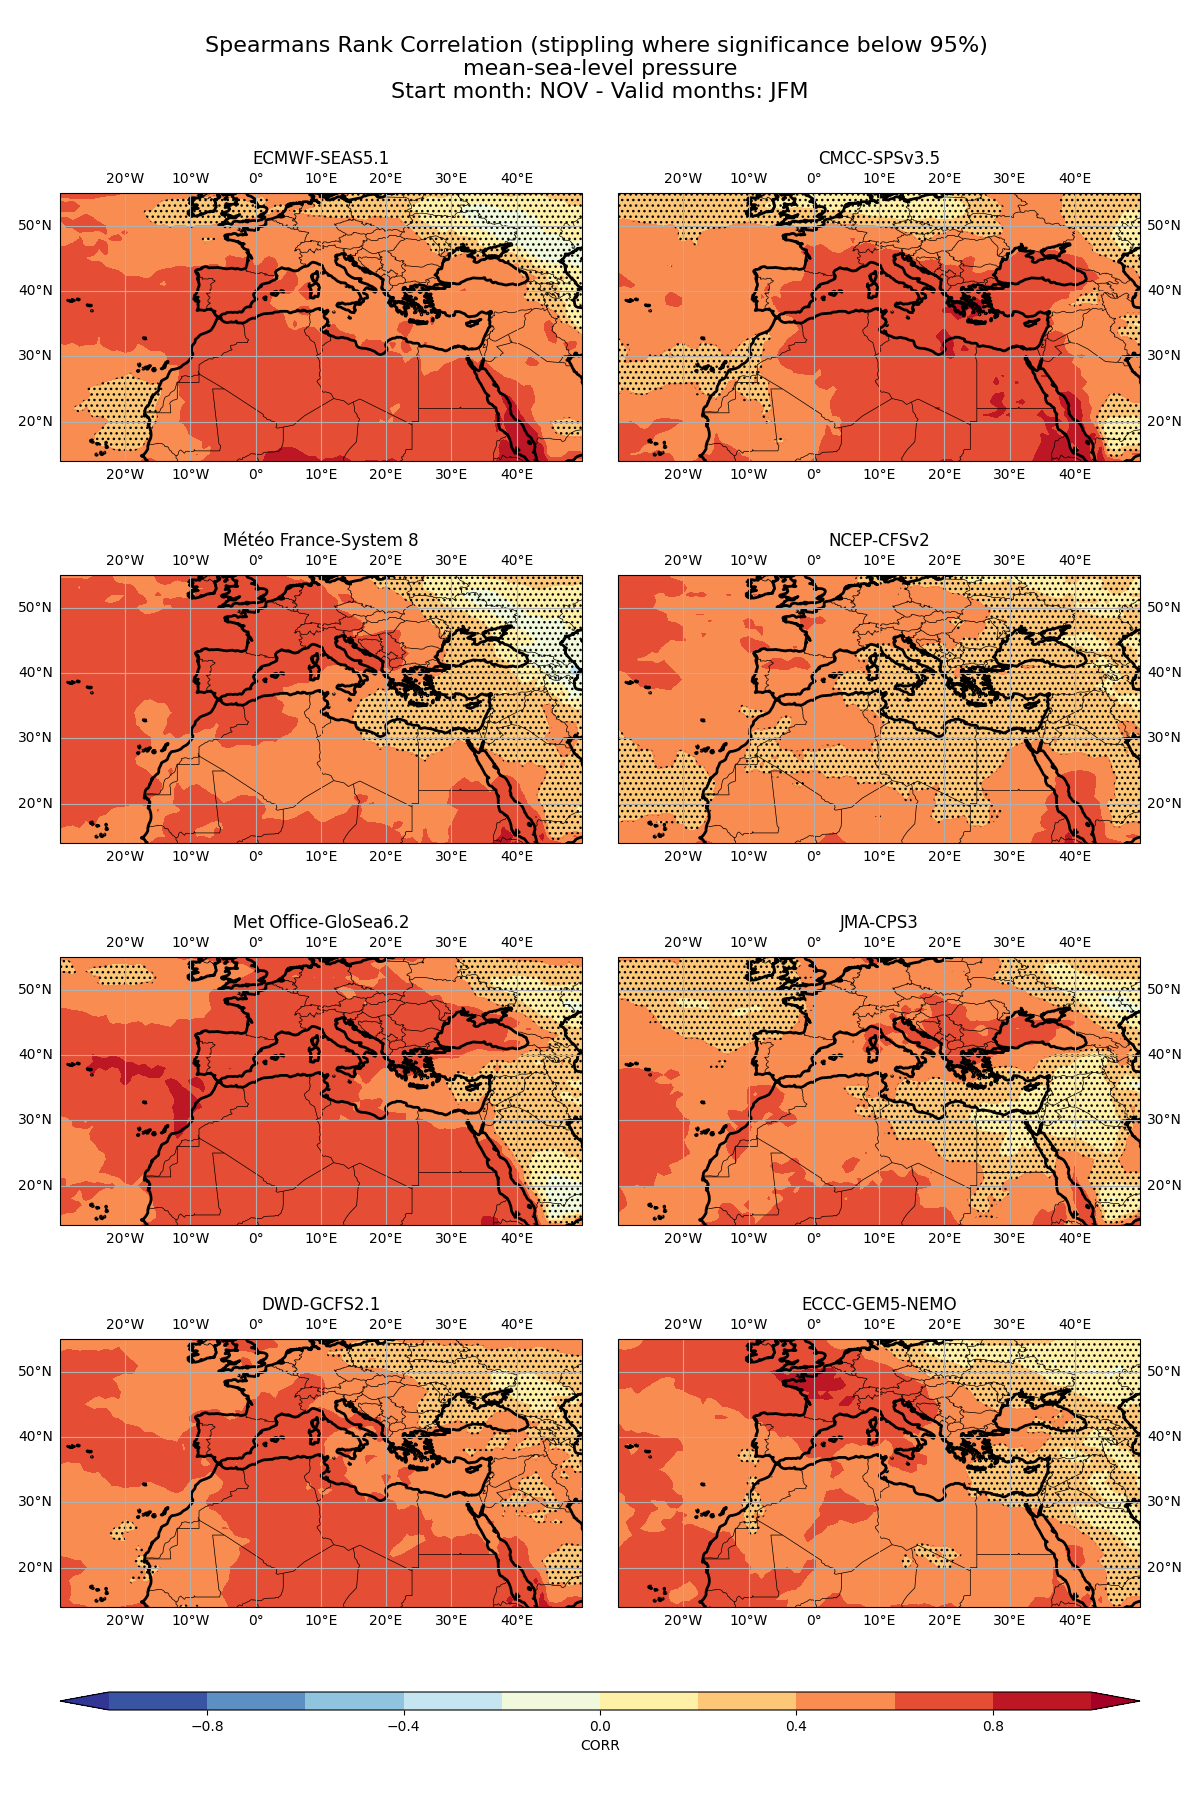 Spearmans Rank Correlation (stippling where significance below 95%)
mean-sea-level pressure
Start month: NOV - Valid months: JFM
ECMWF-SEAS5.1
20°W 10°W 0° 10°E 20°E 30°E 40°E
50°N
40°N
30°N
20°N
20°W 10°W 0° 10°E 20°E 30°E 40°E
CMCC-SPSv3.5
20°W 10°W 0° 10°E 20°E 30°E 40°E
50°N
40°N
30°N
20°N
20°W 10°W 0° 10°E 20°E 30°E 40°E
Météo France-System 8
20°W 10°W 0° 10°E 20°E 30°E 40°E
50°N
40°N
30°N
20°N
20°W 10°W 0° 10°E 20°E 30°E 40°E
NCEP-CFSv2
20°W 10°W 0° 10°E 20°E 30°E 40°E
50°N
40°N
30°N
20°N
20°W 10°W 0° 10°E 20°E 30°E 40°E
Met Office-GloSea6.2
20°W 10°W 0° 10°E 20°E 30°E 40°E
50°N
40°N
30°N
20°N
20°W 10°W 0° 10°E 20°E 30°E 40°E
JMA-CPS3
20°W 10°W 0° 10°E 20°E 30°E 40°E
50°N
40°N
30°N
20°N
20°W 10°W 0° 10°E 20°E 30°E 40°E
DWD-GCFS2.1
20°W 10°W 0° 10°E 20°E 30°E 40°E
50°N
40°N
30°N
20°N
20°W 10°W 0° 10°E 20°E 30°E 40°E
ECCC-GEM5-NEMO
20°W 10°W 0° 10°E 20°E 30°E 40°E
50°N
40°N
30°N
20°N
20°W 10°W 0° 10°E 20°E 30°E 40°E
−0.8 −0.4 0.0 0.4 0.8
CORR